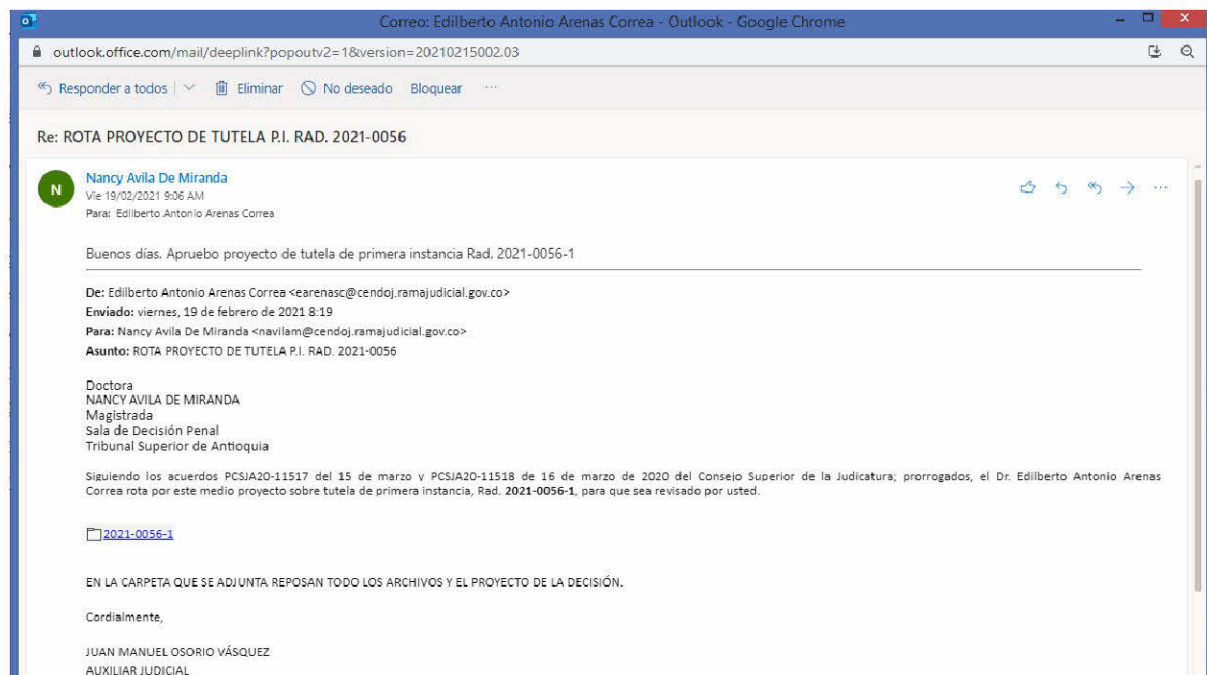 Correo: Edilberto Antonio Arenas Correa - Outlook - Google Chrome
outlook.office.com/mail/deeplink?popoutv2=1&version=20210215002.03
Responder a todos Eliminar No deseado Bloquear ...
Re: ROTA PROYECTO DE TUTELA P.I. RAD. 2021-0056
N
Nancy Avila De Miranda
Vie 19/02/2021 9:06 AM
Para: Edilberto Antonio Arenas Correa
Buenos días. Apruebo proyecto de tutela de primera instancia Rad. 2021-0056-1
De: Edilberto Antonio Arenas Correa <earenasc@cendoj.ramajudicial.gov.co>
Enviado: viernes, 19 de febrero de 2021 8:19
Para: Nancy Avila De Miranda <navilam@cendoj.ramajudicial.gov.co>
Asunto: ROTA PROYECTO DE TUTELA P.I. RAD. 2021-0056
Doctora
NANCY AVILA DE MIRANDA
Magistrada
Sala de Decisión Penal
Tribunal Superior de Antioquia
Siguiendo los acuerdos PCSJA20-11517 del 15 de marzo y PCSJA20-11518 de 16 de marzo de 2020 del Consejo Superior de la Judicatura; prorrogados, el Dr. Edilberto Antonio Arenas
Correa rota por este medio proyecto sobre tutela de primera instancia, Rad. 2021-0056-1, para que sea revisado por usted.
2021-0056-1
EN LA CARPETA QUE SE ADJUNTA REPOSAN TODO LOS ARCHIVOS Y EL PROYECTO DE LA DECISIÓN.
Cordialmente,
JUAN MANUEL OSORIO VÁSQUEZ
AUXILIAR JUDICIAL